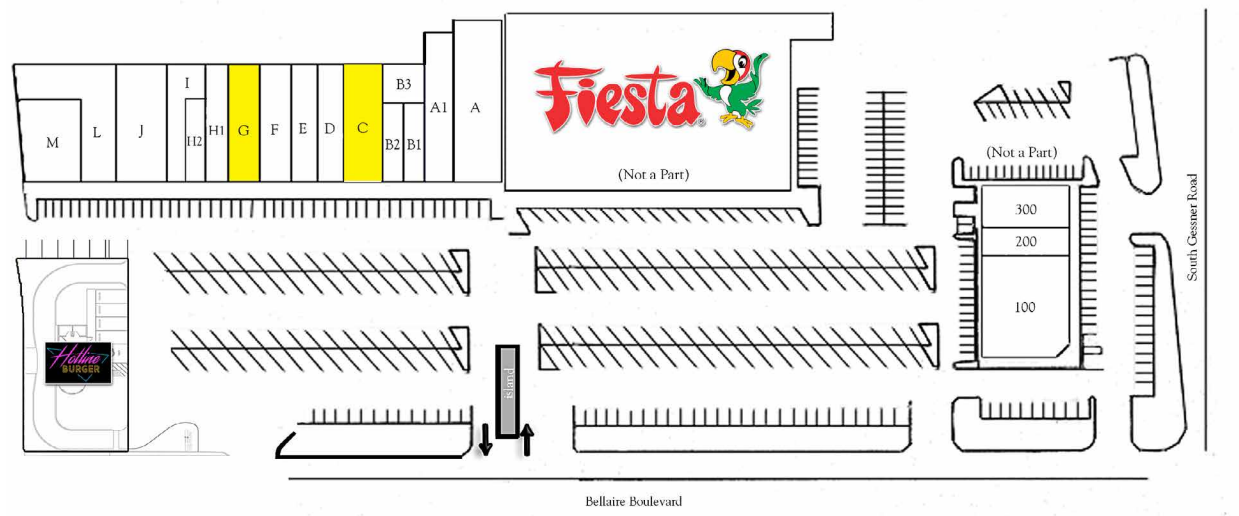 Fiesta®
(Not a Part)
M
L
J
I
H2
H1
G
F
E
D
C
B3
B2
B1
A1
A
(Not a Part)
300
200
100
South Gessner Road
Hotline
BURGER
island
Bellaire Boulevard